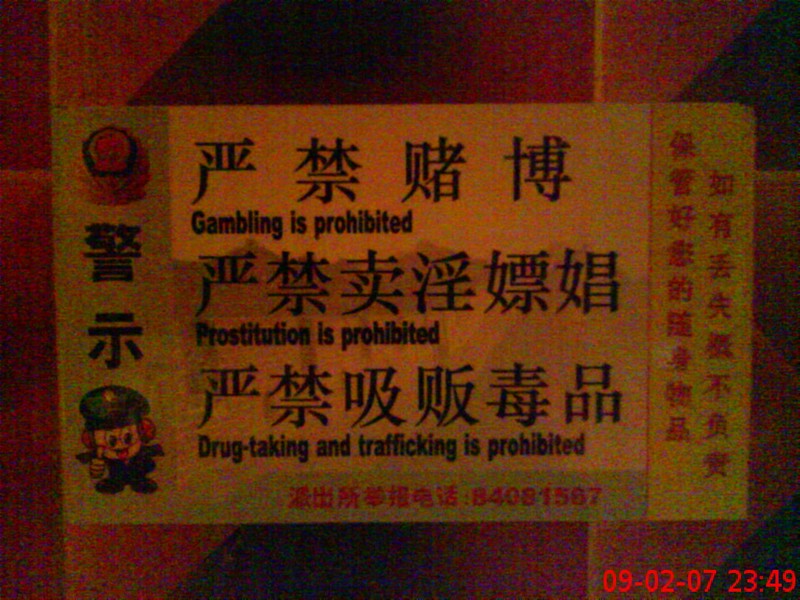 警示
严禁赌博
Gambling is prohibited
严禁卖淫嫖娼
Prostitution is prohibited
严禁吸贩毒品
Drug-taking and trafficking is prohibited
派出所举报电话:84081567
保管好您的随身物品
如有丢失概不负责
09-02-07 23:49